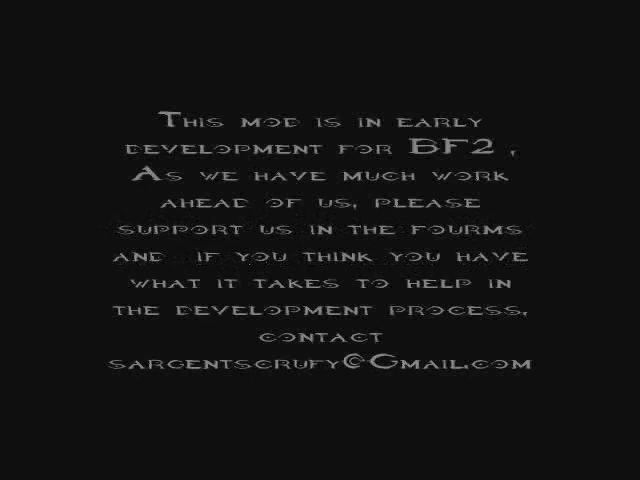 This mod is in early
development for BF2 ,
As we have much work
ahead of us, please
support us in the fourms
and if you think you have
what it takes to help in
the development process,
contact
sargentscrufy@Gmail.com